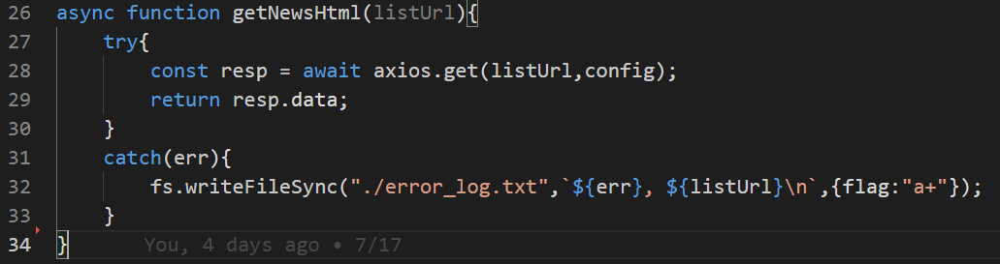 26 async function getNewsHtml(listUrl){
27     try{
28         const resp = await axios.get(listUrl,config);
29         return resp.data;
30     }
31     catch(err){
32         fs.writeFileSync("./error_log.txt",`${err}, ${listUrl}\n`,{flag:"a+"});
33     }
34 }      You, 4 days ago • 7/17